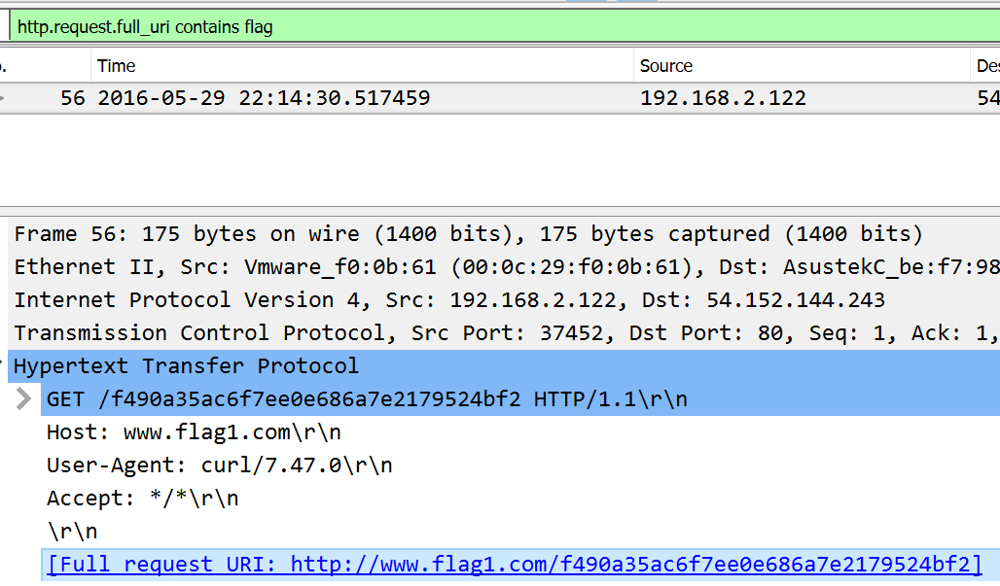 http.request.full_uri contains flag
Time Source Des
56 2016-05-29 22:14:30.517459 192.168.2.122 54
Frame 56: 175 bytes on wire (1400 bits), 175 bytes captured (1400 bits)
Ethernet II, Src: Vmware_f0:0b:61 (00:0c:29:f0:0b:61), Dst: AsustekC_be:f7:98
Internet Protocol Version 4, Src: 192.168.2.122, Dst: 54.152.144.243
Transmission Control Protocol, Src Port: 37452, Dst Port: 80, Seq: 1, Ack: 1,
Hypertext Transfer Protocol
GET /f490a35ac6f7ee0e686a7e2179524bf2 HTTP/1.1\r\n
Host: www.flag1.com\r\n
User-Agent: curl/7.47.0\r\n
Accept: */*\r\n
\r\n
[Full request URI: http://www.flag1.com/f490a35ac6f7ee0e686a7e2179524bf2]